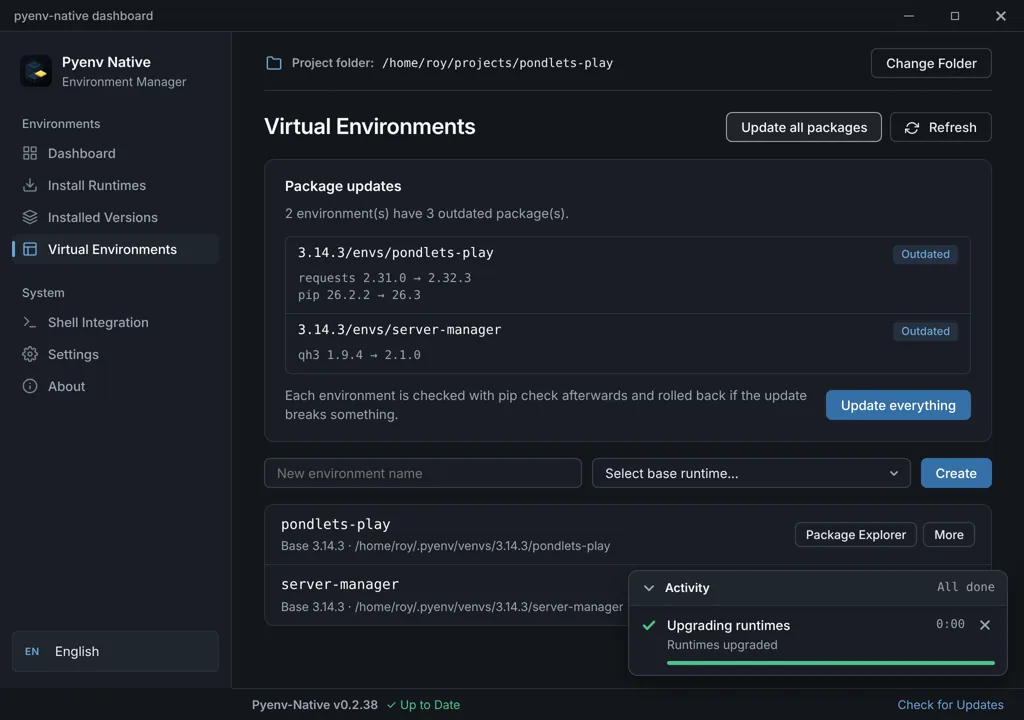 pyenv-native dashboard
Pyenv Native
Environment Manager
Environments
Dashboard
Install Runtimes
Installed Versions
Virtual Environments
System
Shell Integration
Settings
About
EN English
Project folder: /home/roy/projects/pondlets-play
Change Folder
Virtual Environments
Update all packages
Refresh
Package updates
2 environment(s) have 3 outdated package(s).
3.14.3/envs/pondlets-play
Outdated
requests 2.31.0 → 2.32.3
pip 26.2.2 → 26.3
3.14.3/envs/server-manager
Outdated
qh3 1.9.4 → 2.1.0
Each environment is checked with pip check afterwards and rolled back if the update
breaks something.
Update everything
New environment name
Select base runtime...
Create
pondlets-play
Base 3.14.3 · /home/roy/.pyenv/venvs/3.14.3/pondlets-play
Package Explorer
More
server-manager
Base 3.14.3 · /home/roy/.pyenv/venvs/3.14.3/server-manager
Activity
All done
Upgrading runtimes
0:00
Runtimes upgraded
Pyenv-Native v0.2.38 ✓ Up to Date
Check for Updates